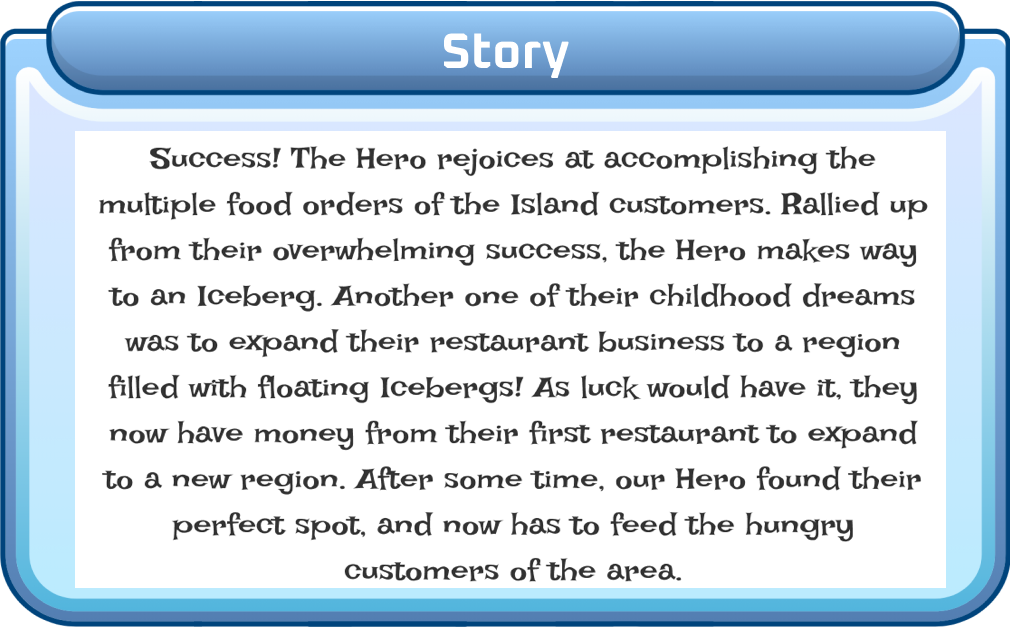 Story
Success! The Hero rejoices at accomplishing the
multiple food orders of the Island customers. Rallied up
from their overwhelming success, the Hero makes way
to an Iceberg. Another one of their childhood dreams
was to expand their restaurant business to a region
filled with floating Icebergs! As luck would have it, they
now have money from their first restaurant to expand
to a new region. After some time, our Hero found their
perfect spot, and now has to feed the hungry
customers of the area.